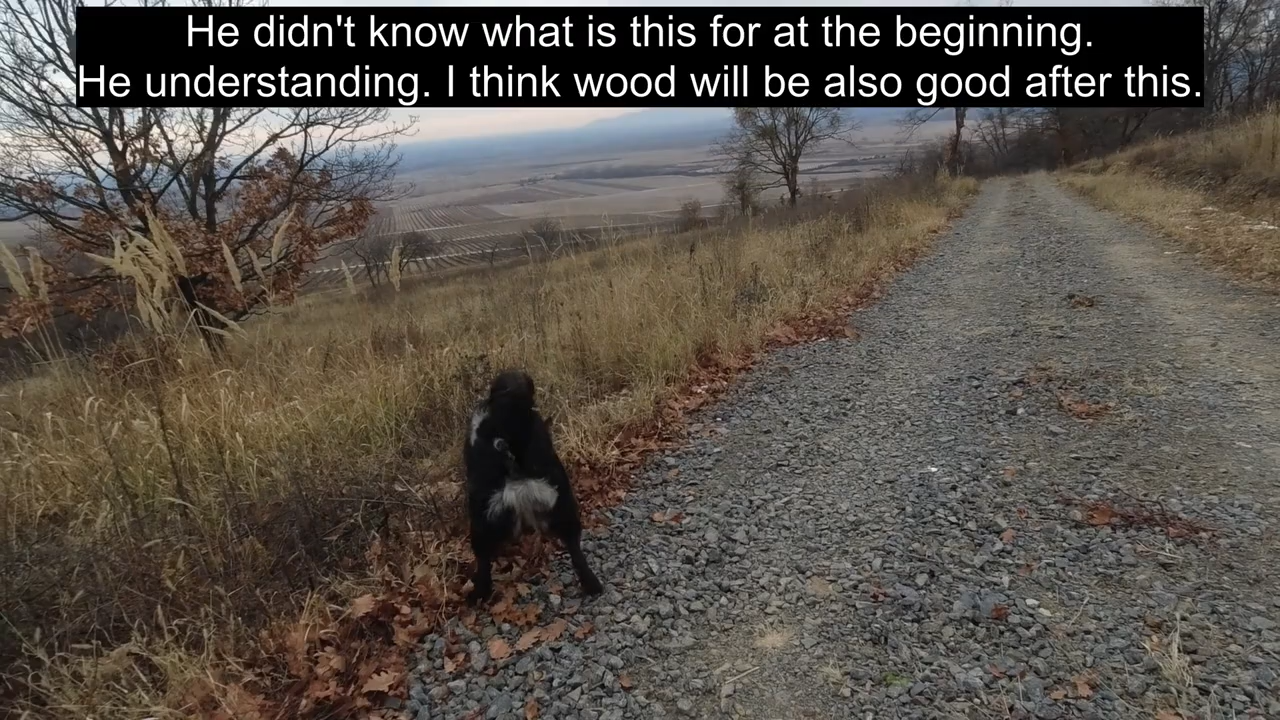 He didn't know what is this for at the beginning.
He understanding. I think wood will be also good after this.